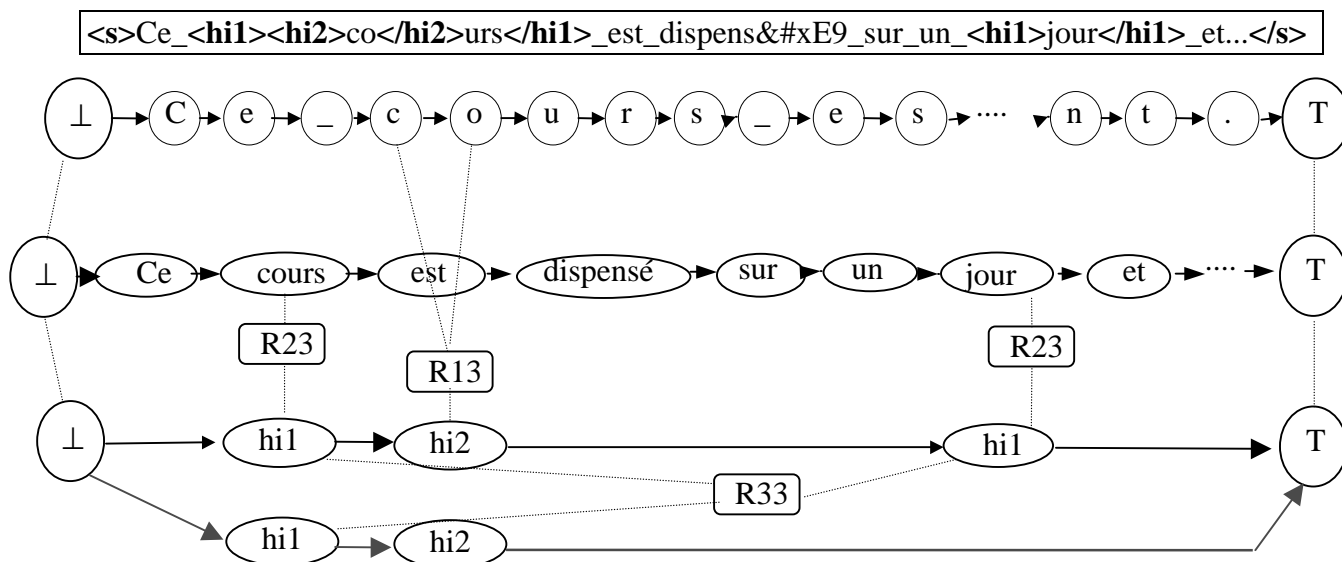 <s>Ce_<hi1><hi2>co</hi2>urs</hi1>_est_dispens&#xE9_sur_un_<hi1>jour</hi1>_et...</s>
⊥ C e _ c o u r s _ e s .... n t . T
⊥ Ce cours est dispensé sur un jour et .... T
R23 R13 R23
⊥ hi1 hi2 hi1 T
R33
hi1 hi2